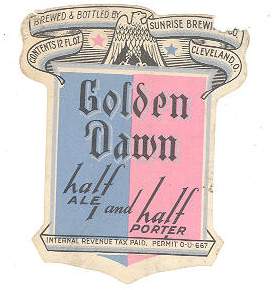 BREWED & BOTTLED BY SUNRISE BREWI
CONTENTS 12 FL. OZ. CLEVELAND, O.
Golden
Dawn
half
ALE
and half
PORTER
INTERNAL REVENUE TAX PAID. PERMIT O-U-667